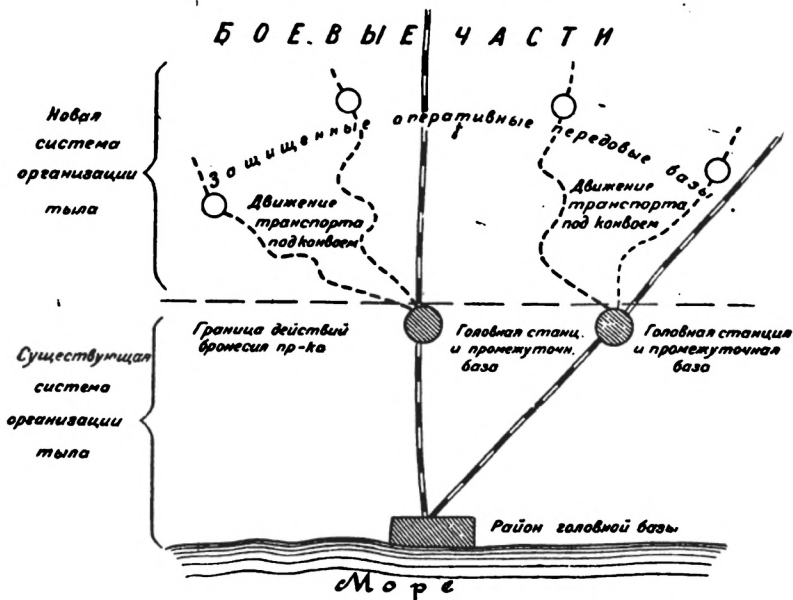 БОЕВЫЕ ЧАСТИ
Новая
система
организации
тыла
Защищенные оперативные передовые базы
Движение
транспорта
под конвоем
Движение
транспорта
под конвоем
Граница действий
бронесил пр-ка
Головная станц.
и промежуточн.
база
Головная станция
и промежуточная
база
Существующая
система
организации
тыла
Район головной базы
Море